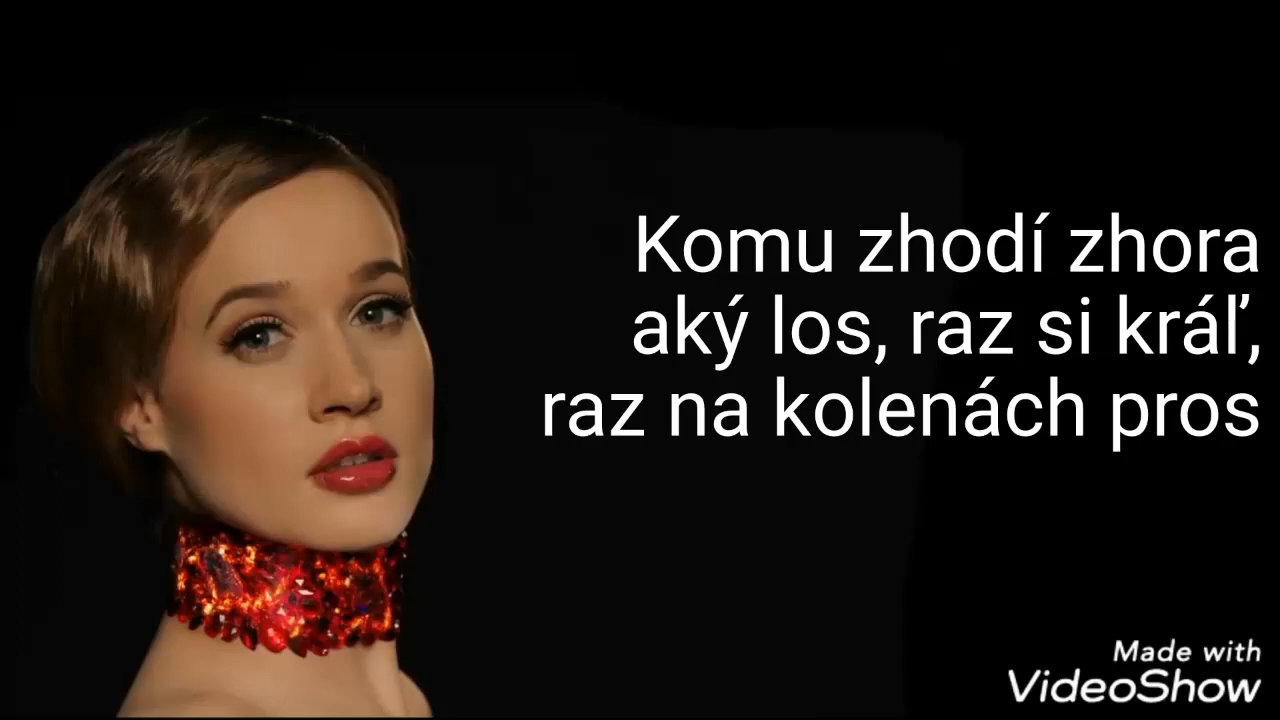 Komu zhodí zhora
aký los, raz si kráľ,
raz na kolenách pros
Made with
VideoShow